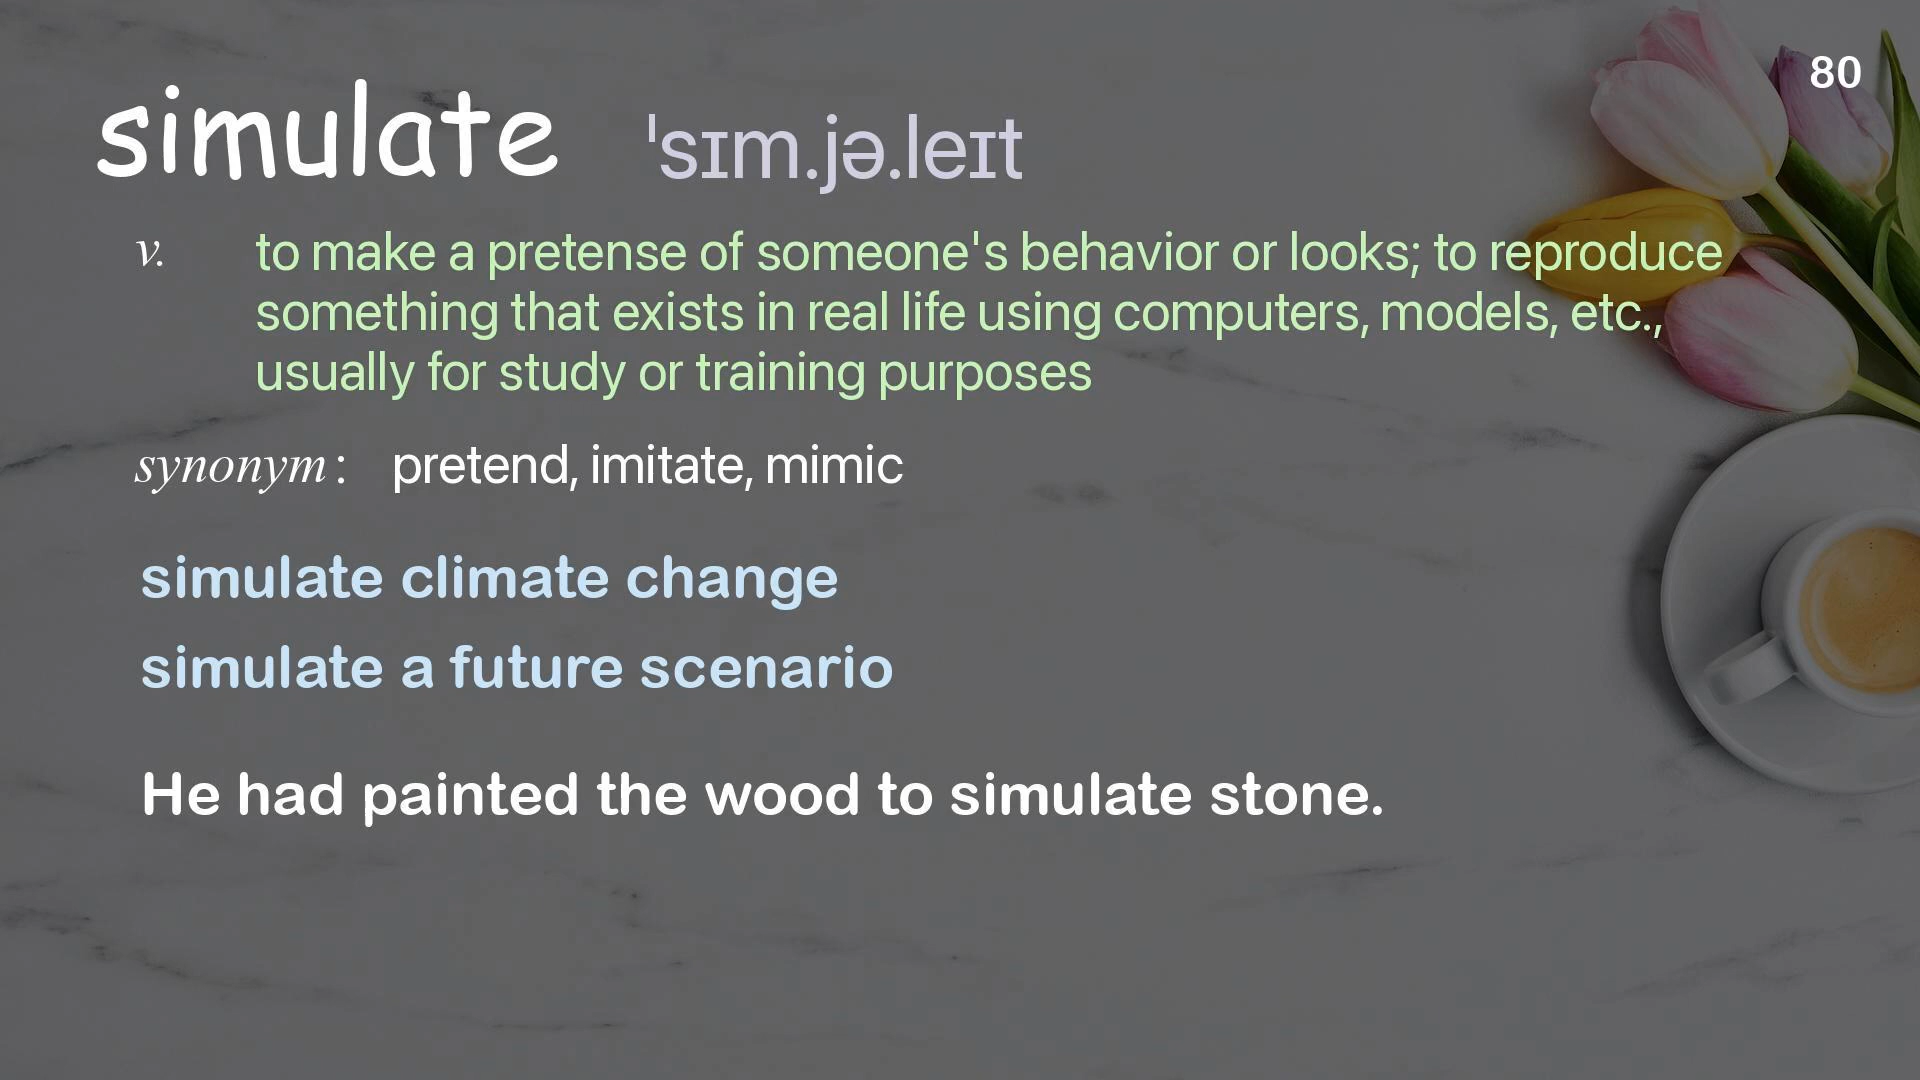 80
simulate ˈsɪm.jə.leɪt
v. to make a pretense of someone's behavior or looks; to reproduce
something that exists in real life using computers, models, etc.,
usually for study or training purposes
synonym : pretend, imitate, mimic
simulate climate change
simulate a future scenario
He had painted the wood to simulate stone.